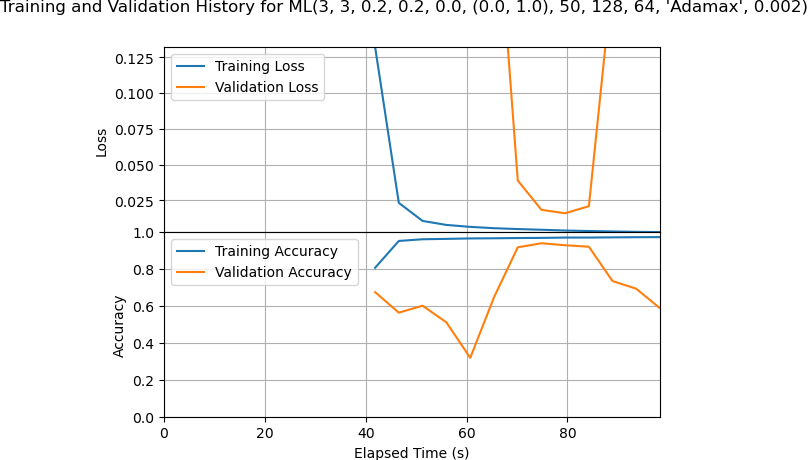 Training and Validation History for ML(3, 3, 0.2, 0.2, 0.0, (0.0, 1.0), 50, 128, 64, 'Adamax', 0.002)
0.125
0.100
0.075
0.050
0.025
Loss
Training Loss
Validation Loss
1.0
0.8
0.6
0.4
0.2
0.0
Accuracy
Training Accuracy
Validation Accuracy
0
20
40
60
80
Elapsed Time (s)